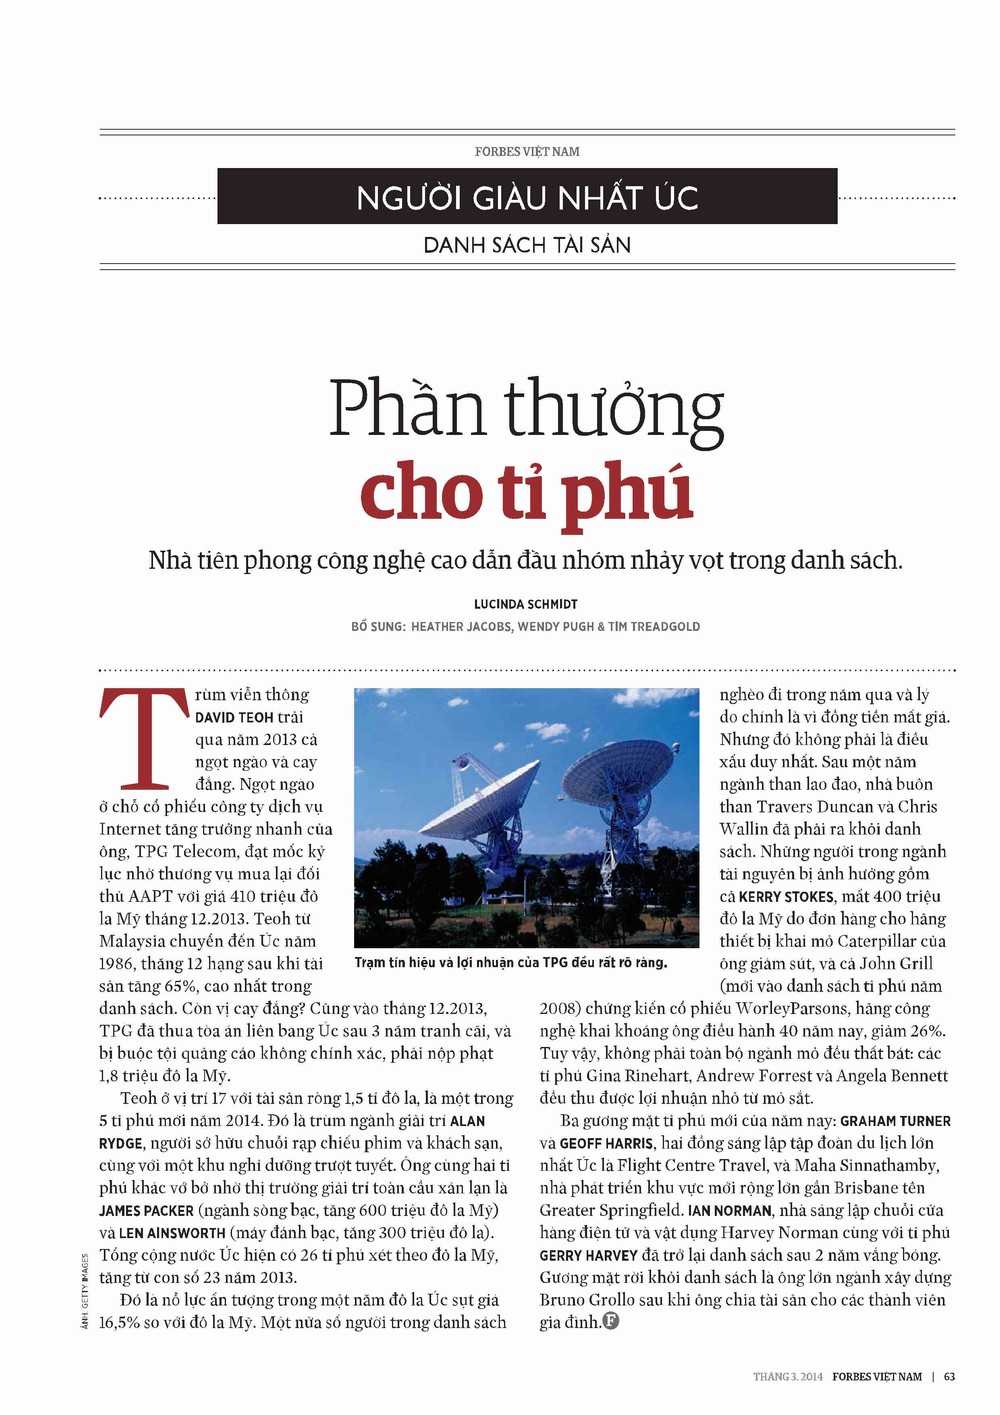 FORBES VIỆT NAM
NGƯỜI GIÀU NHẤT ÚC
DANH SÁCH TÀI SẢN
Phần thưởng
cho tỉ phú
Nhà tiên phong công nghệ cao dẫn đầu nhóm nhảy vọt trong danh sách.
LUCINDA SCHMIDT
BỔ SUNG: HEATHER JACOBS, WENDY PUGH & TIM TREADGOLD
Trùm viễn thông
DAVID TEOH trải
qua năm 2013 cả
ngọt ngào và cay
đắng. Ngọt ngào
ở chỗ cổ phiếu công ty dịch vụ
Internet tăng trưởng nhanh của
ông, TPG Telecom, đạt mốc kỷ
lục nhờ thương vụ mua lại đối
thủ AAPT với giá 410 triệu đô
la Mỹ tháng 12.2013. Teoh từ
Malaysia chuyển đến Úc năm
1986, thăng 12 hạng sau khi tài
sản tăng 65%, cao nhất trong
danh sách. Còn vị cay đắng? Cũng vào tháng 12.2013,
TPG đã thua tòa án liên bang Úc sau 3 năm tranh cãi, và
bị buộc tội quảng cáo không chính xác, phải nộp phạt
1,8 triệu đô la Mỹ.
Teoh ở vị trí 17 với tài sản ròng 1,5 tỉ đô la, là một trong
5 tỉ phú mới năm 2014. Đó là trùm ngành giải trí ALAN
RYDGE, người sở hữu chuỗi rạp chiếu phim và khách sạn,
cùng với một khu nghỉ dưỡng trượt tuyết. Ông cùng hai tỉ
phú khác vớ bở nhờ thị trường giải trí toàn cầu xán lạn là
JAMES PACKER (ngành sòng bạc, tăng 600 triệu đô la Mỹ)
và LEN AINSWORTH (máy đánh bạc, tăng 300 triệu đô la).
Tổng cộng nước Úc hiện có 26 tỉ phú xét theo đô la Mỹ,
tăng từ con số 23 năm 2013.
Đó là nỗ lực ấn tượng trong một năm đô la Úc sụt giá
16,5% so với đô la Mỹ. Một nửa số người trong danh sách
ẢNH: GETTY IMAGES
Trạm tín hiệu và lợi nhuận của TPG đều rất rõ ràng.
nghèo đi trong năm qua và lý
do chính là vì đồng tiền mất giá.
Nhưng đó không phải là điều
xấu duy nhất. Sau một năm
ngành than lao đao, nhà buôn
than Travers Duncan và Chris
Wallin đã phải ra khỏi danh
sách. Những người trong ngành
tài nguyên bị ảnh hưởng gồm
cả KERRY STOKES, mất 400 triệu
đô la Mỹ do đơn hàng cho hãng
thiết bị khai mỏ Caterpillar của
ông giảm sút, và cả John Grill
(mới vào danh sách tỉ phú năm
2008) chứng kiến cổ phiếu WorleyParsons, hãng công
nghệ khai khoáng ông điều hành 40 năm nay, giảm 26%.
Tuy vậy, không phải toàn bộ ngành mỏ đều thất bát: các
tỉ phú Gina Rinehart, Andrew Forrest và Angela Bennett
đều thu được lợi nhuận nhỏ từ mỏ sắt.
Ba gương mặt tỉ phú mới của năm nay: GRAHAM TURNER
và GEOFF HARRIS, hai đồng sáng lập tập đoàn du lịch lớn
nhất Úc là Flight Centre Travel, và Maha Sinnathamby,
nhà phát triển khu vực mới rộng lớn gần Brisbane tên
Greater Springfield. IAN NORMAN, nhà sáng lập chuỗi cửa
hàng điện tử và vật dụng Harvey Norman cùng với tỉ phú
GERRY HARVEY đã trở lại danh sách sau 2 năm vắng bóng.
Gương mặt rời khỏi danh sách là ông lớn ngành xây dựng
Bruno Grollo sau khi ông chia tài sản cho các thành viên
gia đình. F
THÁNG 3.2014 FORBES VIỆT NAM | 63